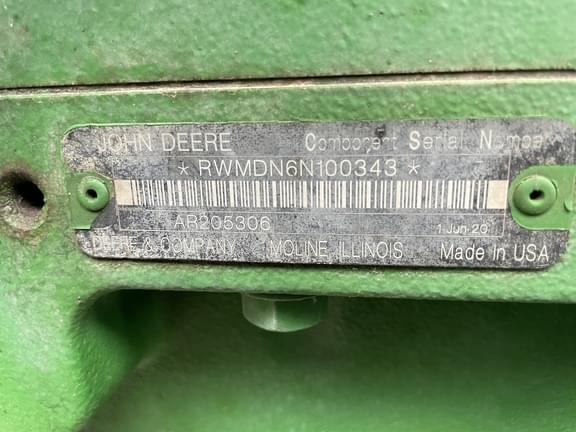 JOHN DEERE Component Serial Number
* RWMDN6N100343 *
AR205306 1-Jun-20
DEERE & COMPANY MOLINE, ILLINOIS Made In USA